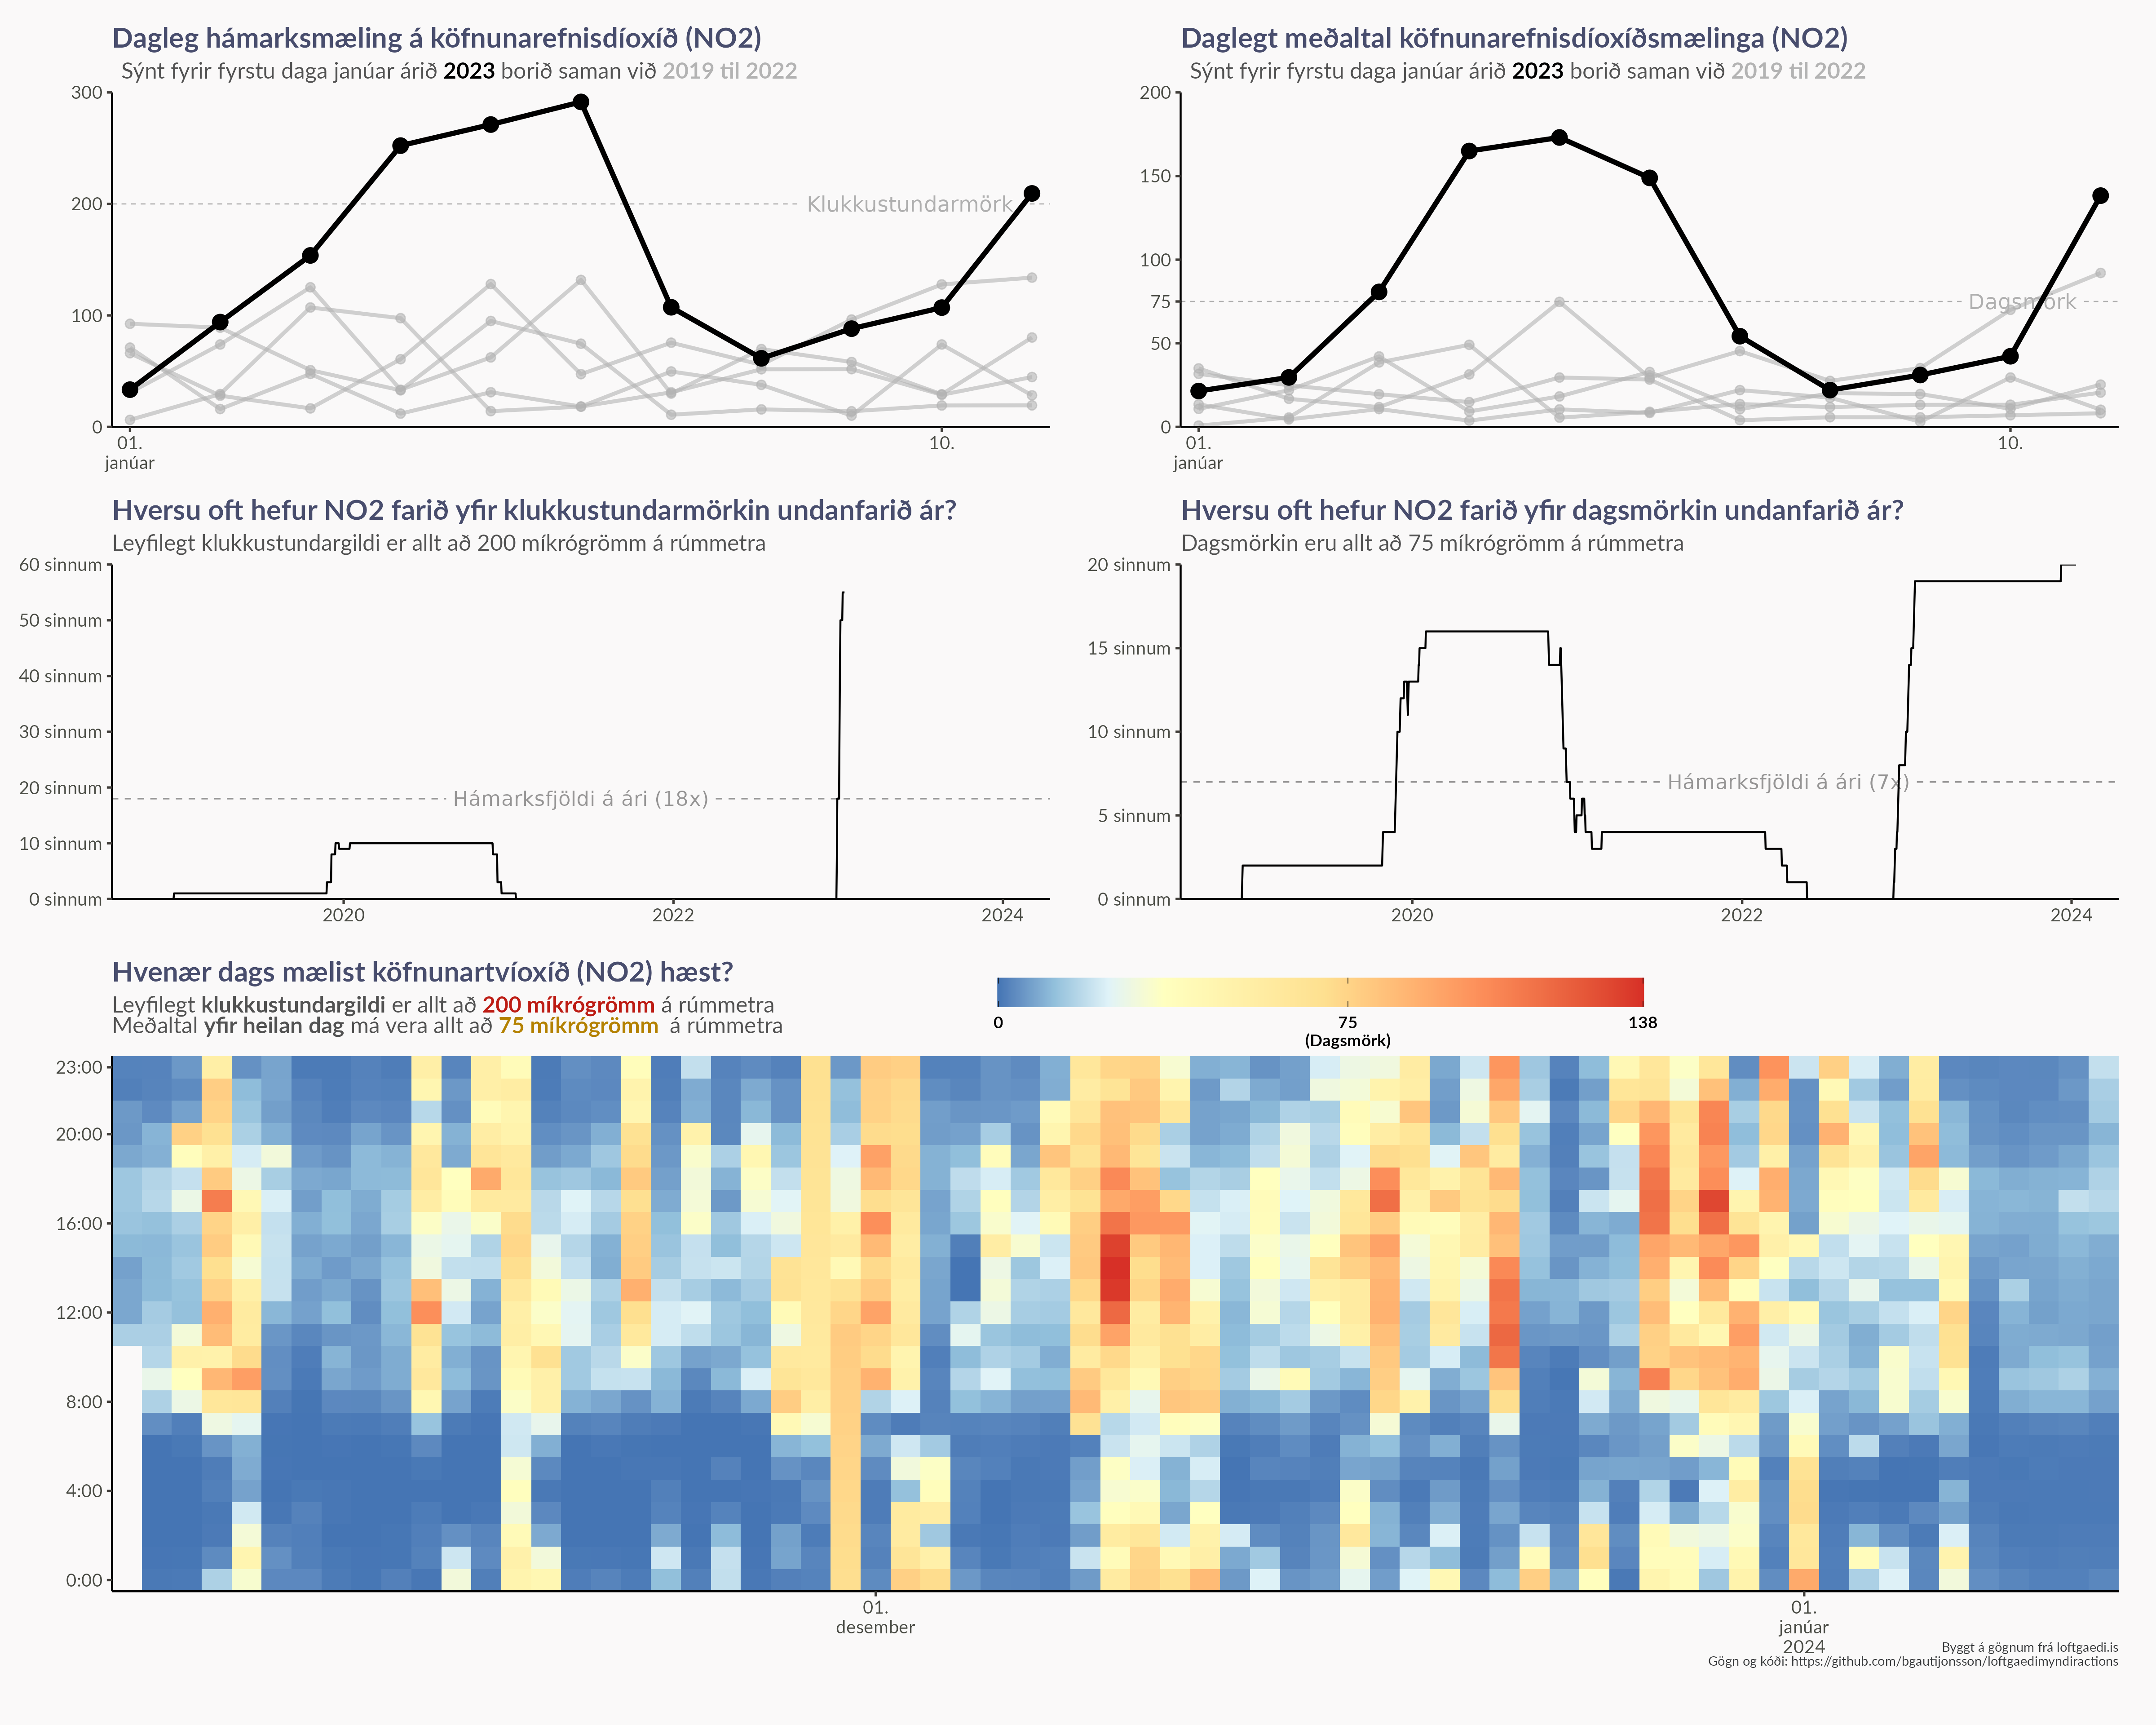 Dagleg hámarksmæling á köfnunarefnisdíoxíð (NO2)
Sýnt fyrir fyrstu daga janúar árið 2023 borið saman við 2019 til 2022
300
200
100
0
Klukkustundarmörk
01.
janúar
10.
Daglegt meðaltal köfnunarefnisdíoxíðsmælinga (NO2)
Sýnt fyrir fyrstu daga janúar árið 2023 borið saman við 2019 til 2022
200
150
100
75
50
0
Dagsmörk
01.
janúar
10.
Hversu oft hefur NO2 farið yfir klukkustundarmörkin undanfarið ár?
Leyfilegt klukkustundargildi er allt að 200 míkrógrömm á rúmmetra
60 sinnum
50 sinnum
40 sinnum
30 sinnum
20 sinnum
10 sinnum
0 sinnum
Hámarksfjöldi á ári (18x)
2020
2022
2024
Hversu oft hefur NO2 farið yfir dagsmörkin undanfarið ár?
Dagsmörkin eru allt að 75 míkrógrömm á rúmmetra
20 sinnum
15 sinnum
10 sinnum
5 sinnum
0 sinnum
Hámarksfjöldi á ári (7x)
2020
2022
2024
Hvenær dags mælist köfnunartvíoxíð (NO2) hæst?
Leyfilegt klukkustundargildi er allt að 200 míkrógrömm á rúmmetra
Meðaltal yfir heilan dag má vera allt að 75 míkrógrömm á rúmmetra
0
75
(Dagsmörk)
138
23:00
20:00
16:00
12:00
8:00
4:00
0:00
01.
desember
01.
janúar
2024
Byggt á gögnum frá loftgaedi.is
Gögn og kóði: https://github.com/bgautijonsson/loftgaedimyndiractions